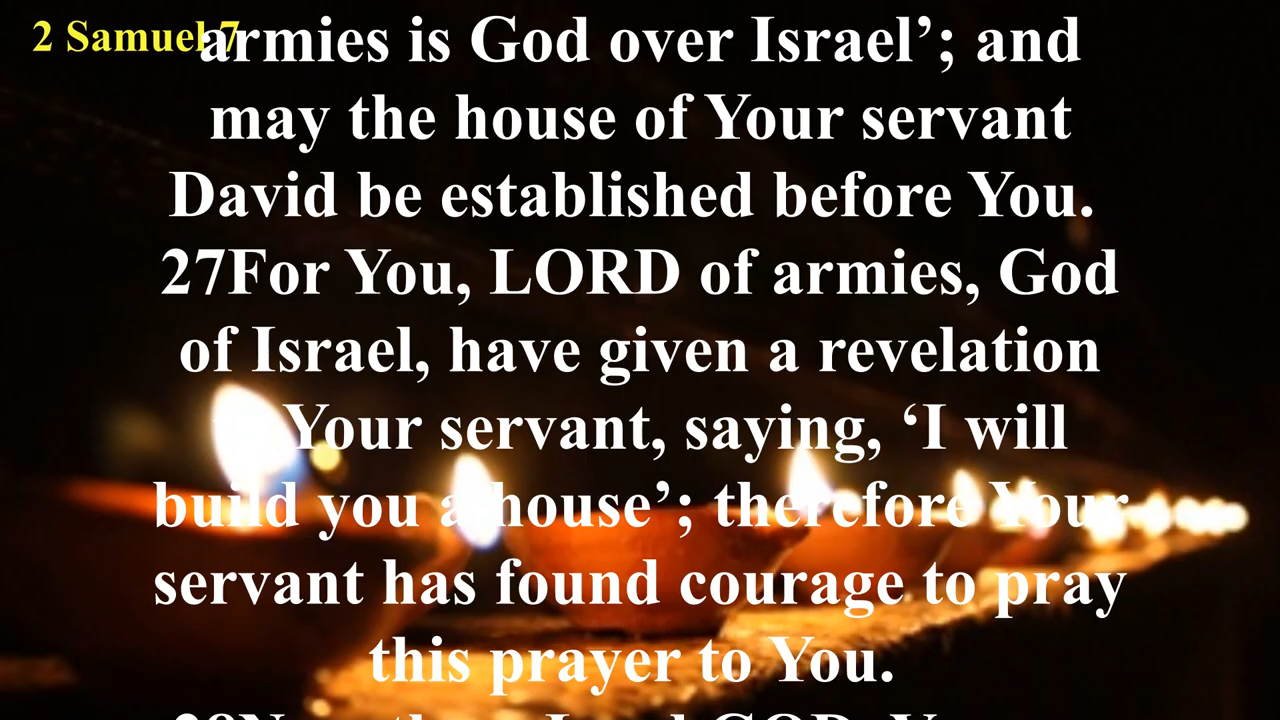 2 Samuel 7
armies is God over Israel’; and
may the house of Your servant
David be established before You.
27For You, LORD of armies, God
of Israel, have given a revelation
Your servant, saying, ‘I will
build you a house’; therefore Your
servant has found courage to pray
this prayer to You.